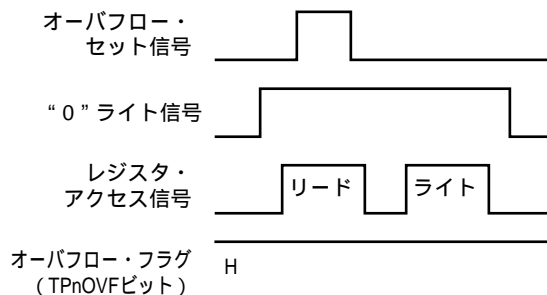 オーバフロー・
セット信号
“0”ライト信号
レジスタ・
アクセス信号
リード
ライト
オーバフロー・フラグ
（TPnOVFビット）
H